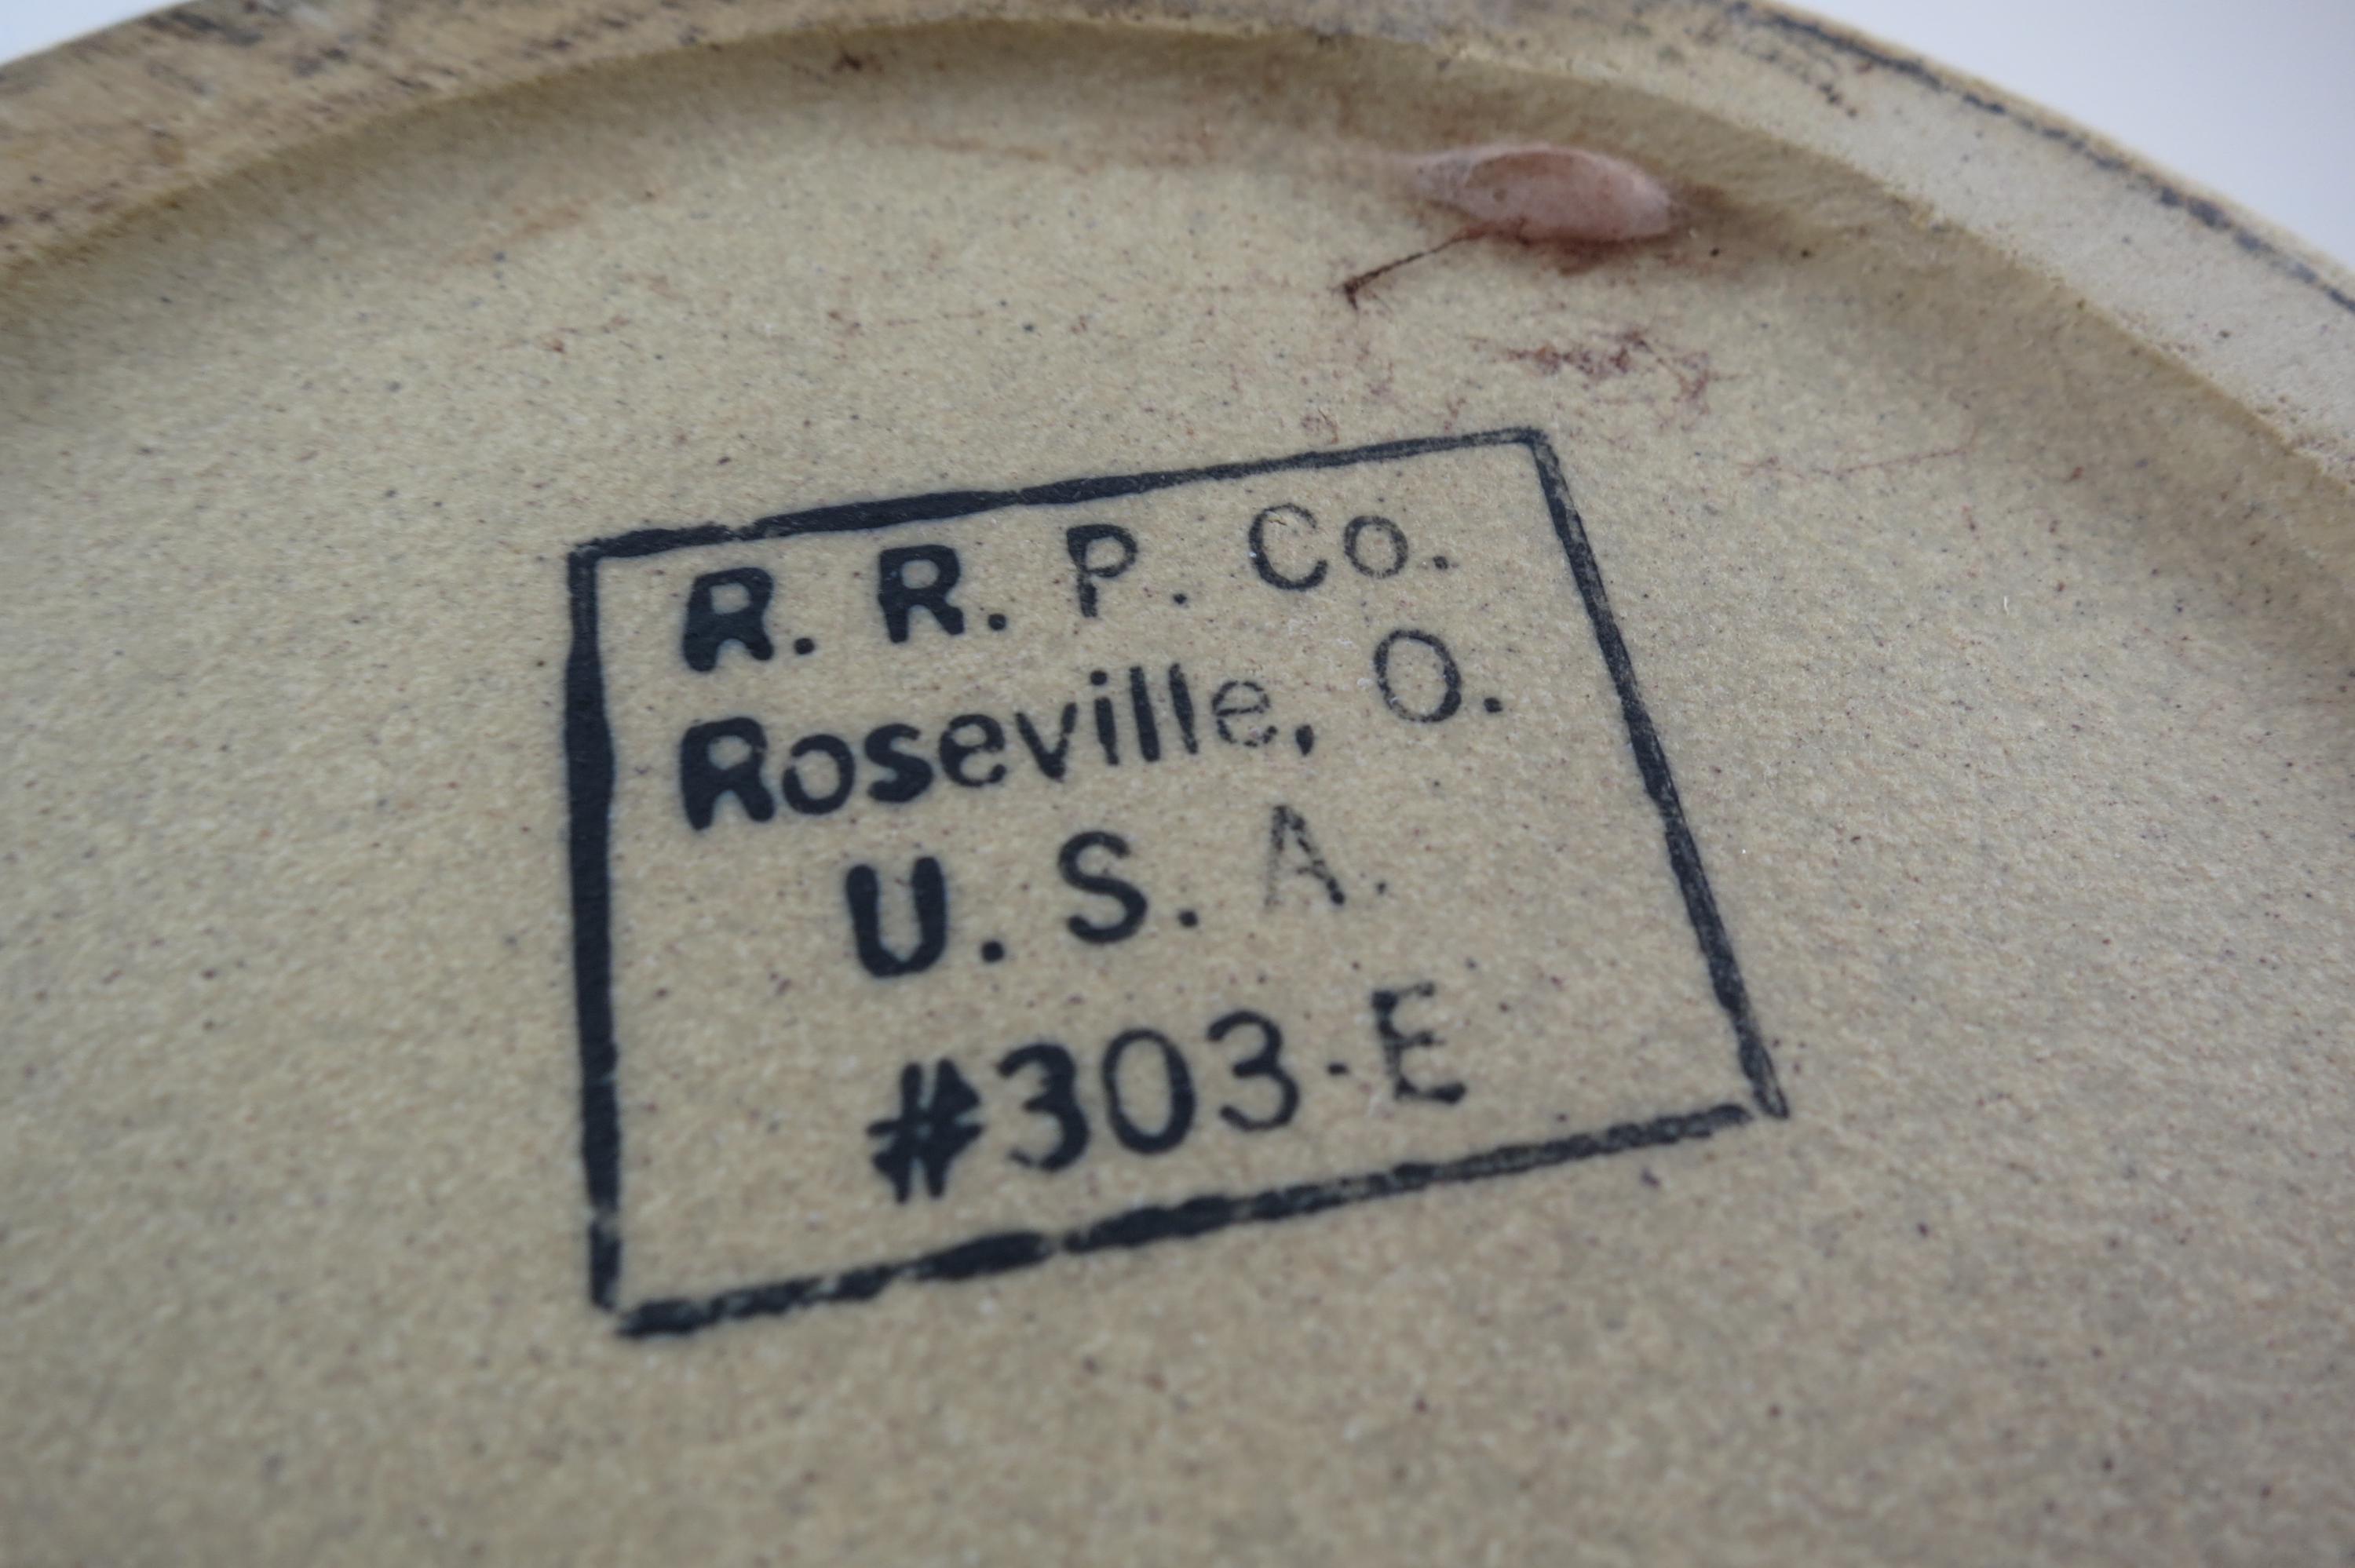 R. R. P. Co.
Roseville, O.
U. S. A.
#303-E